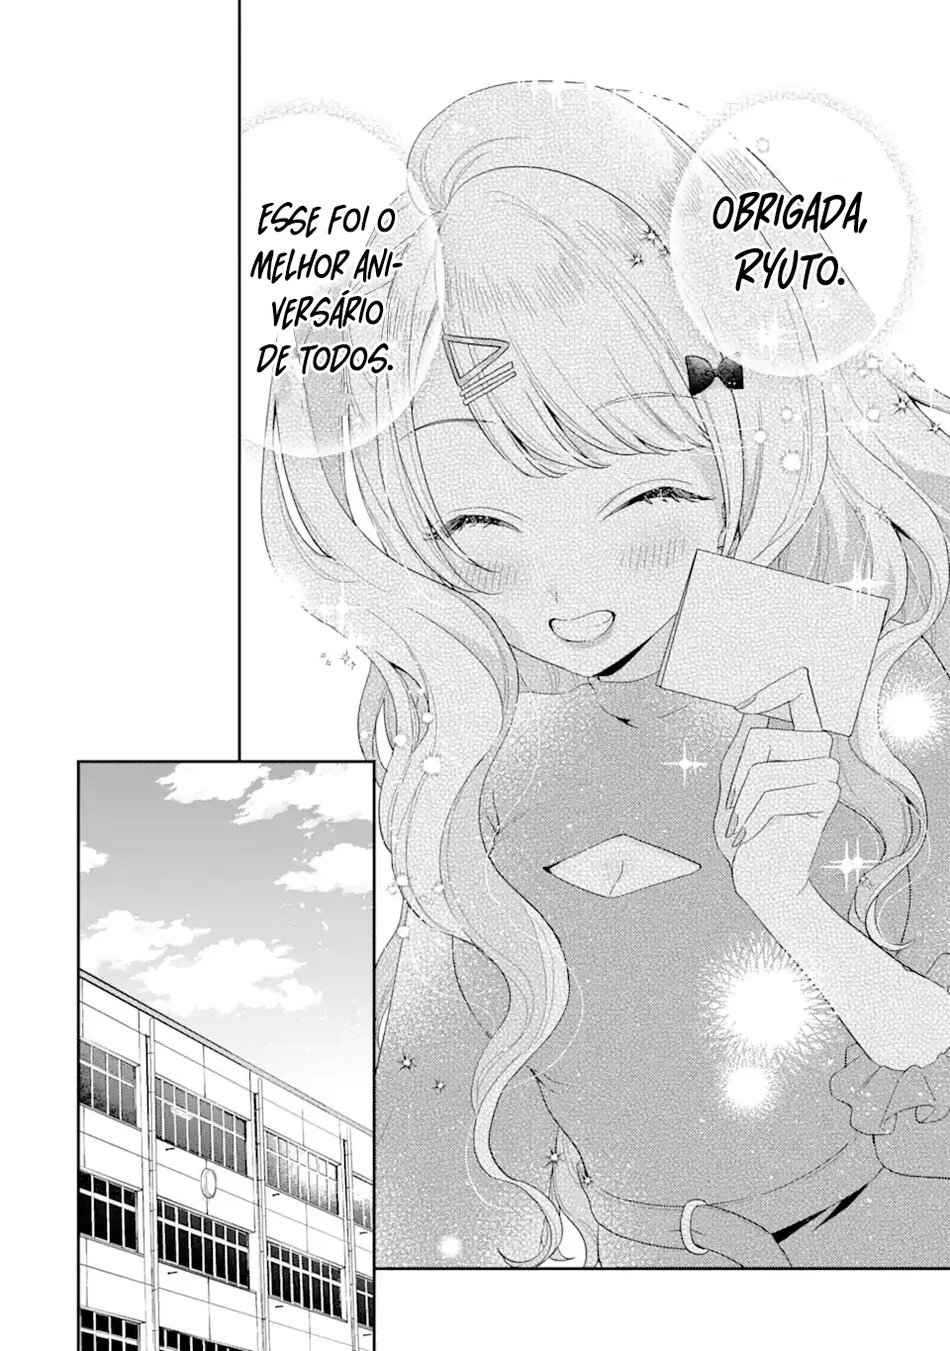 OBRIGADA,
RYUTO.
ESSE FOI O
MELHOR ANI-
VERSÁRIO
DE TODOS.